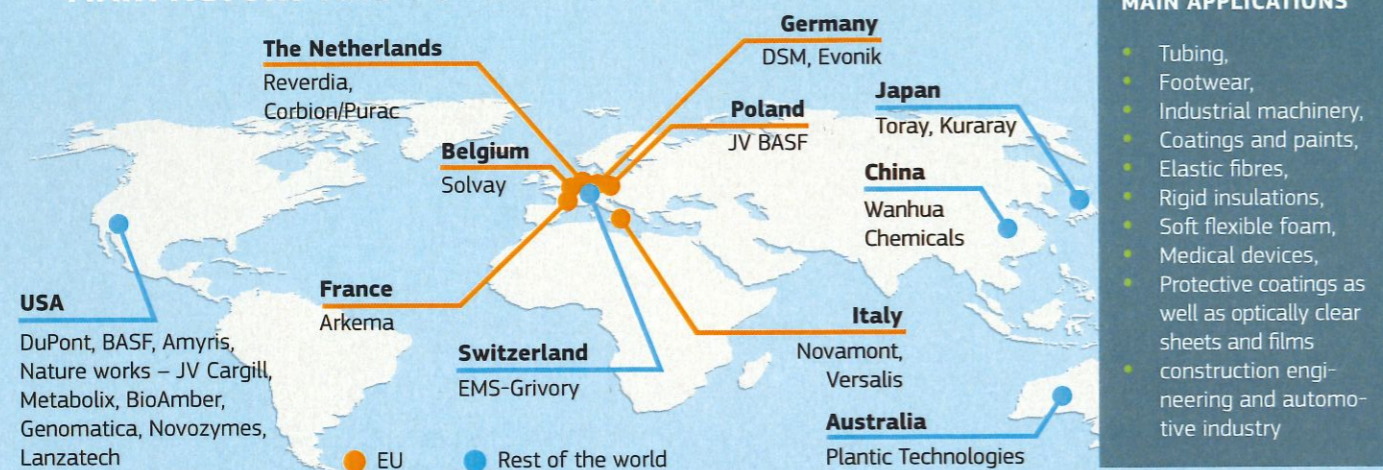 MAIN APPLICATIONS
The Netherlands
Reverdia,
Corbion/Purac
Germany
DSM, Evonik
Poland
JV BASF
Japan
Toray, Kuraray
Belgium
Solvay
China
Wanhua
Chemicals
USA
DuPont, BASF, Amyris,
Nature works – JV Cargill,
Metabolix, BioAmber,
Genomatica, Novozymes,
Lanzatech
France
Arkema
Switzerland
EMS-Grivory
Italy
Novamont,
Versalis
Australia
Plantic Technologies
EU
Rest of the world
• Tubing,
• Footwear,
• Industrial machinery,
• Coatings and paints,
• Elastic fibres,
• Rigid insulations,
• Soft flexible foam,
• Medical devices,
• Protective coatings as
well as optically clear
sheets and films
• construction engi-
neering and automo-
tive industry